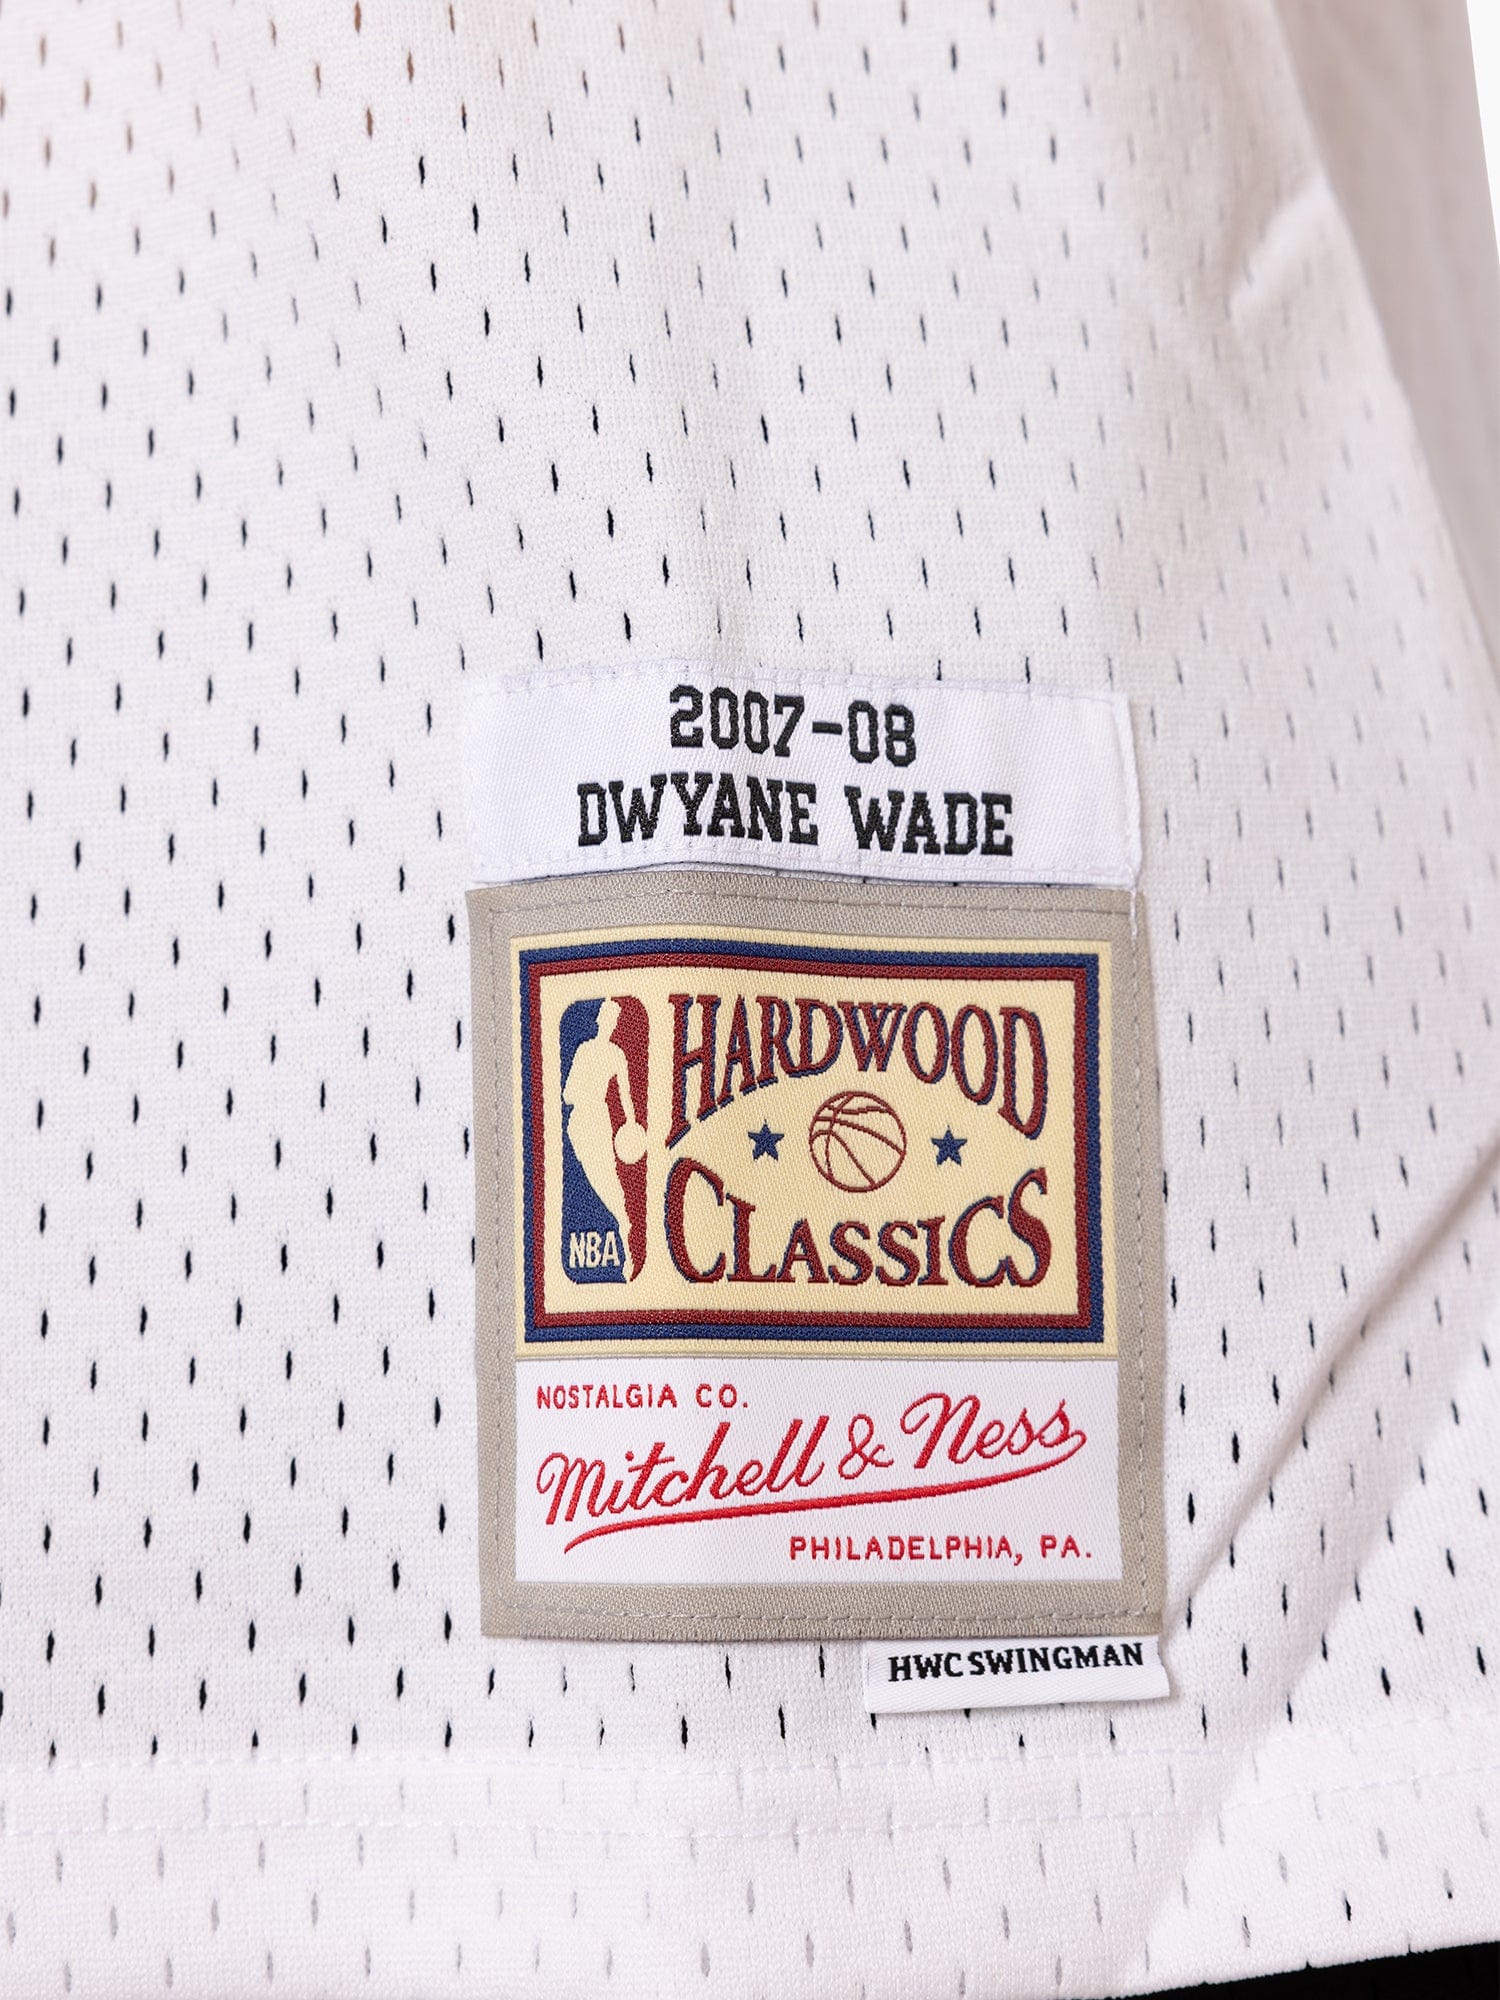 2007-08
DWYANE WADE
HARDWOOD
CLASSICS
NBA
NOSTALGIA CO.
Mitchell & Ness
PHILADELPHIA, PA.
HWC SWINGMAN